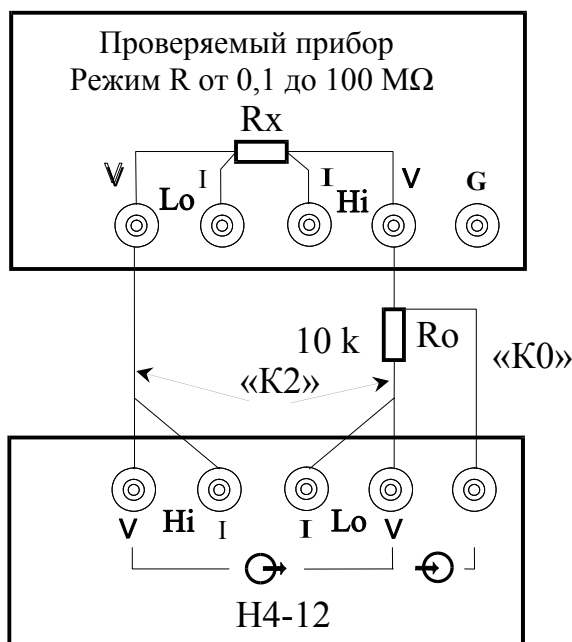 Проверяемый прибор
Режим R от 0,1 до 100 MΩ
Rx
V I I V G
Lo Hi
10 k Ro «К0»
«К2»
V Hi I I Lo V
Н4-12